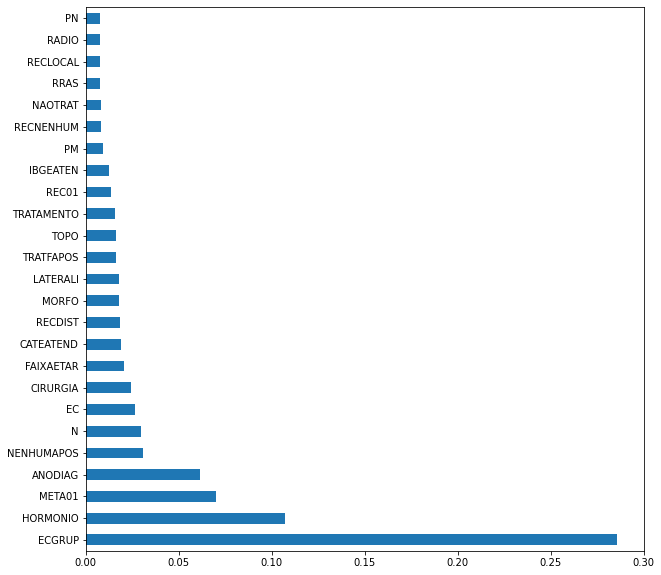 PN
RADIO
RECLOCAL
RRAS
NAOTRAT
RECNENHUM
PM
IBGEATEN
REC01
TRATAMENTO
TOPO
TRATFAPOS
LATERALI
MORFO
RECDIST
CATEATEND
FAIXAETAR
CIRURGIA
EC
N
NENHUMAPOS
ANODIAG
META01
HORMONIO
ECGRUP
0.00 0.05 0.10 0.15 0.20 0.25 0.30